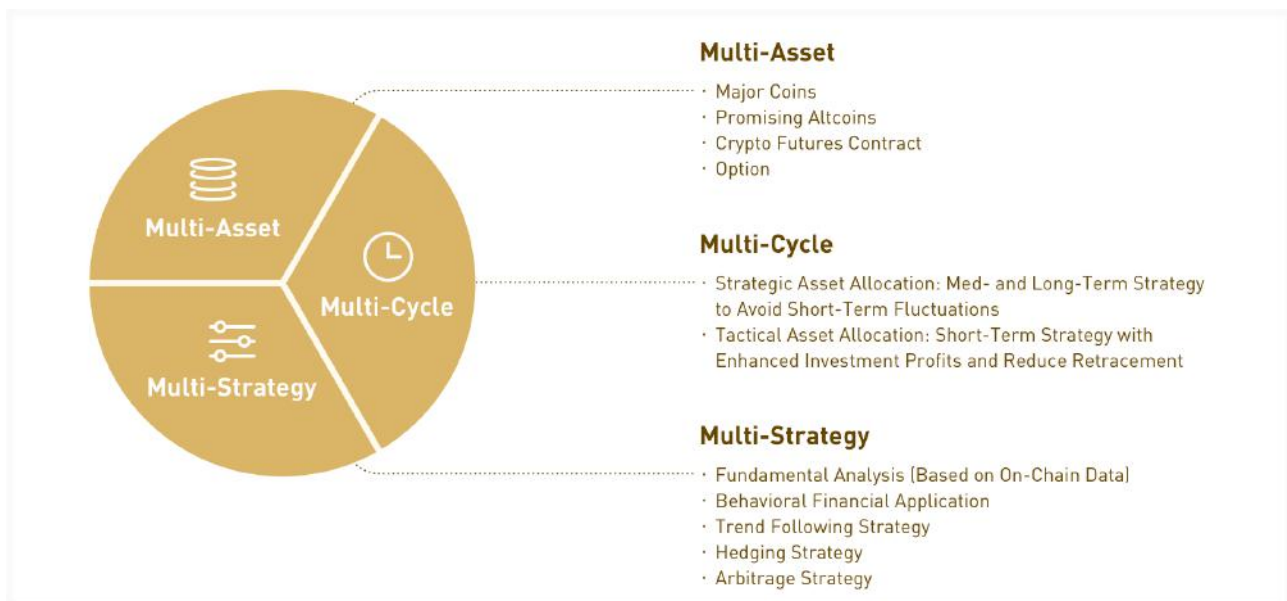 Multi-Asset
Multi-Cycle
Multi-Strategy
Multi-Asset
· Major Coins
· Promising Altcoins
· Crypto Futures Contract
· Option
Multi-Cycle
· Strategic Asset Allocation: Med- and Long-Term Strategy
to Avoid Short-Term Fluctuations
· Tactical Asset Allocation: Short-Term Strategy with
Enhanced Investment Profits and Reduce Retracement
Multi-Strategy
· Fundamental Analysis (Based on On-Chain Data)
· Behavioral Financial Application
· Trend Following Strategy
· Hedging Strategy
· Arbitrage Strategy